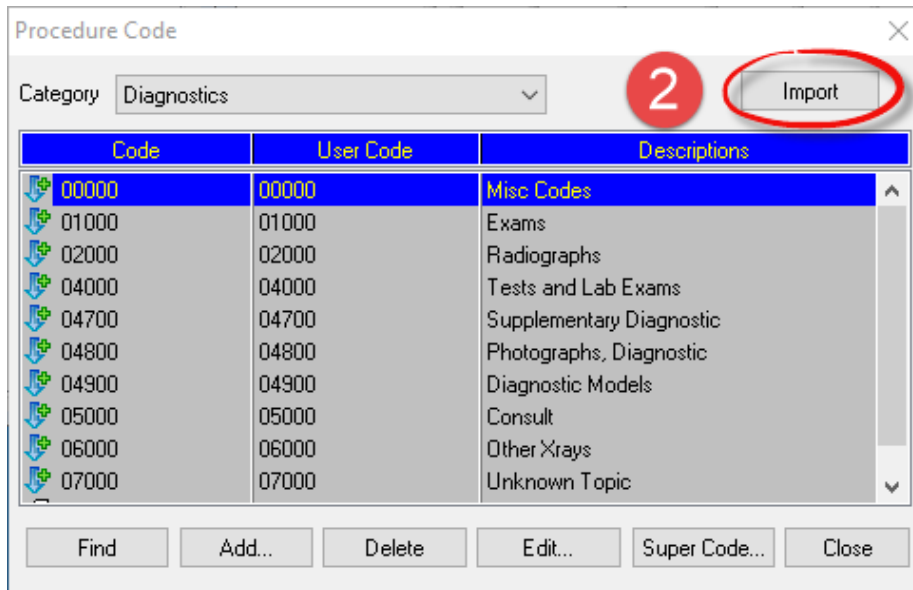 Procedure Code
Category Diagnostics 2 Import
Code User Code Descriptions
00000 00000 Misc Codes
01000 01000 Exams
02000 02000 Radiographs
04000 04000 Tests and Lab Exams
04700 04700 Supplementary Diagnostic
04800 04800 Photographs, Diagnostic
04900 04900 Diagnostic Models
05000 05000 Consult
06000 06000 Other Xrays
07000 07000 Unknown Topic
Find Add... Delete Edit... Super Code... Close